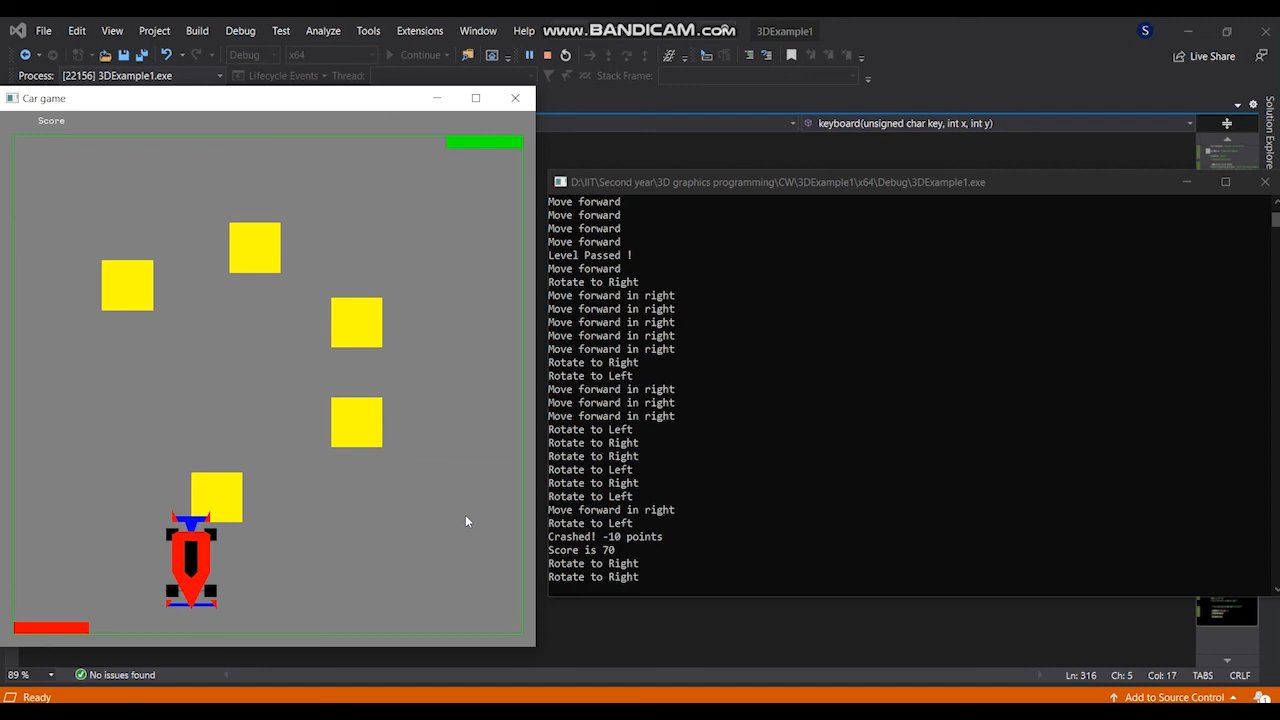 File Edit View Project Build Debug Test Analyze Tools Extensions Window Help www.BANDICAM.com 3DExample1 S
Debug x64 Continue Live Share
Process: [22156] 3DExample1.exe Lifecycle Events Thread: Stack Frame:
Car game
Score
keyboard(unsigned char key, int x, int y)
Solution Explorer
D:\IIT\Second year\3D graphics programming\CW\3DExample1\x64\Debug\3DExample1.exe
Move forward
Move forward
Move forward
Move forward
Level Passed !
Move forward
Rotate to Right
Move forward in right
Move forward in right
Move forward in right
Move forward in right
Move forward in right
Rotate to Right
Rotate to Left
Move forward in right
Move forward in right
Move forward in right
Rotate to Left
Rotate to Right
Rotate to Right
Rotate to Left
Rotate to Right
Rotate to Left
Move forward in right
Rotate to Left
Crashed! -10 points
Score is 70
Rotate to Right
Rotate to Right
89 % No issues found Ln: 316 Ch: 5 Col: 17 TABS CRLF
Ready Add to Source Control 1